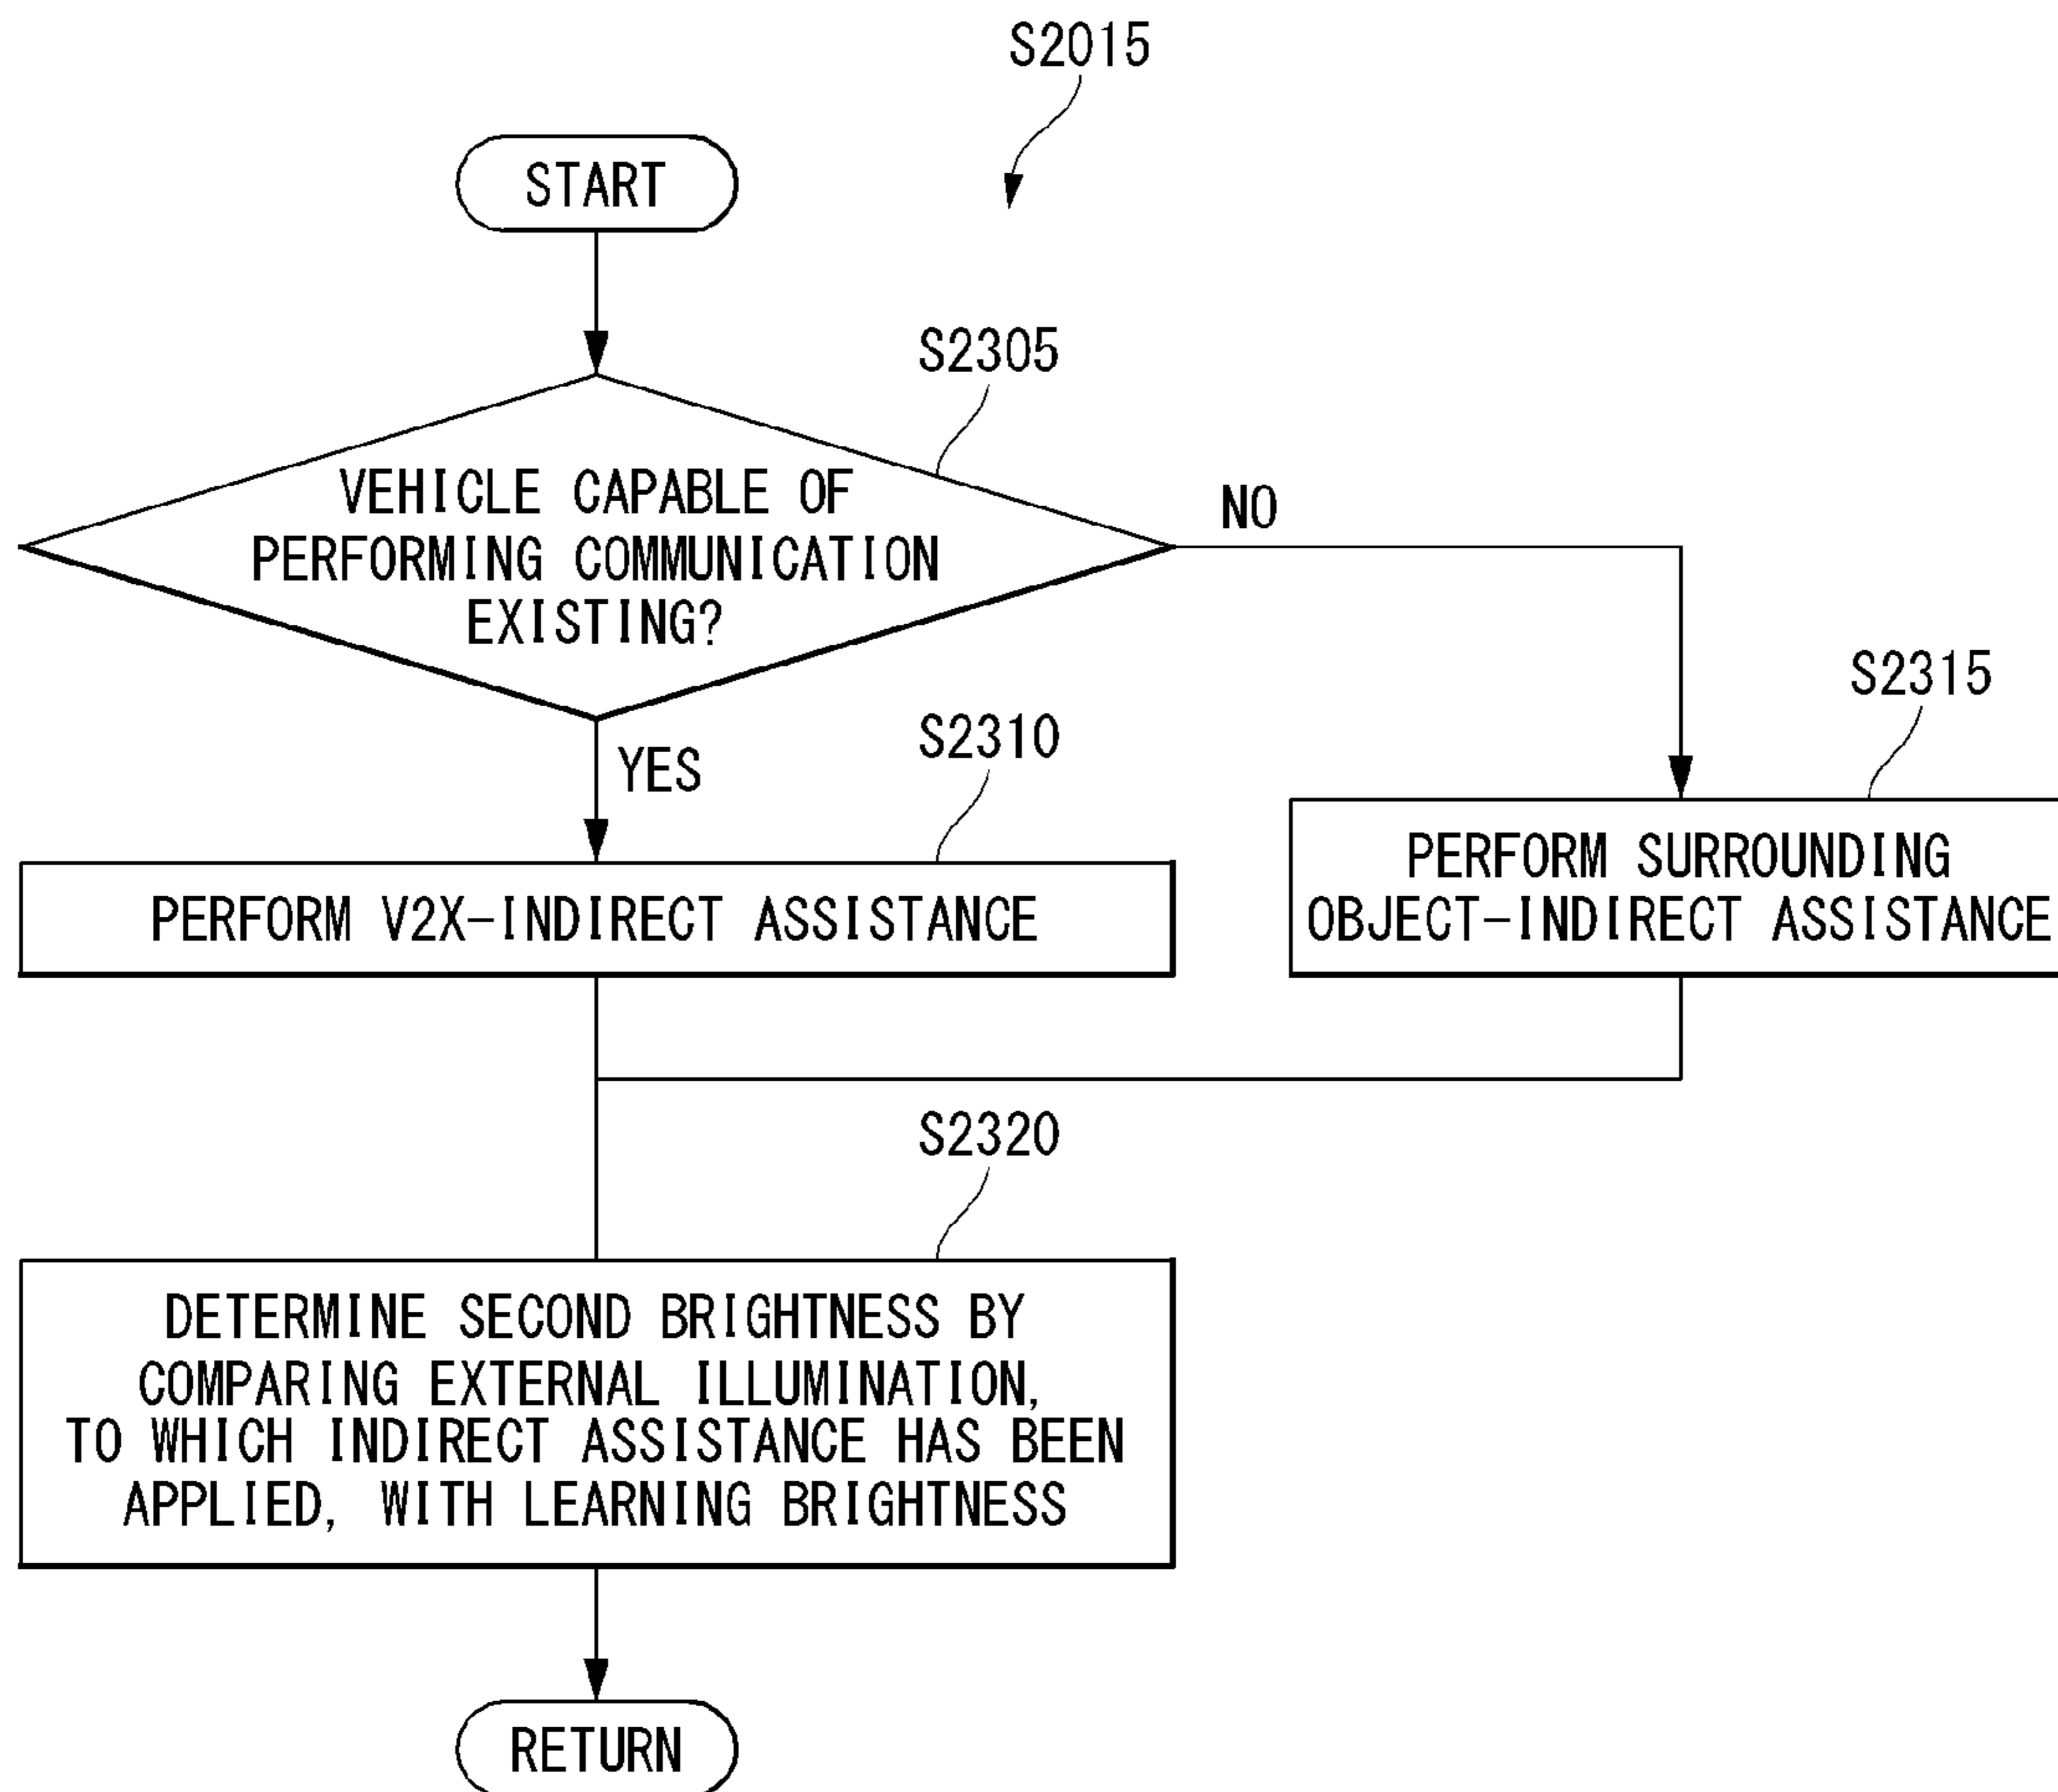 S2015
START
S2305
VEHICLE CAPABLE OF
PERFORMING COMMUNICATION
EXISTING?
NO
YES
S2310
PERFORM V2X-INDIRECT ASSISTANCE
S2315
PERFORM SURROUNDING
OBJECT-INDIRECT ASSISTANCE
S2320
DETERMINE SECOND BRIGHTNESS BY
COMPARING EXTERNAL ILLUMINATION,
TO WHICH INDIRECT ASSISTANCE HAS BEEN
APPLIED, WITH LEARNING BRIGHTNESS
RETURN